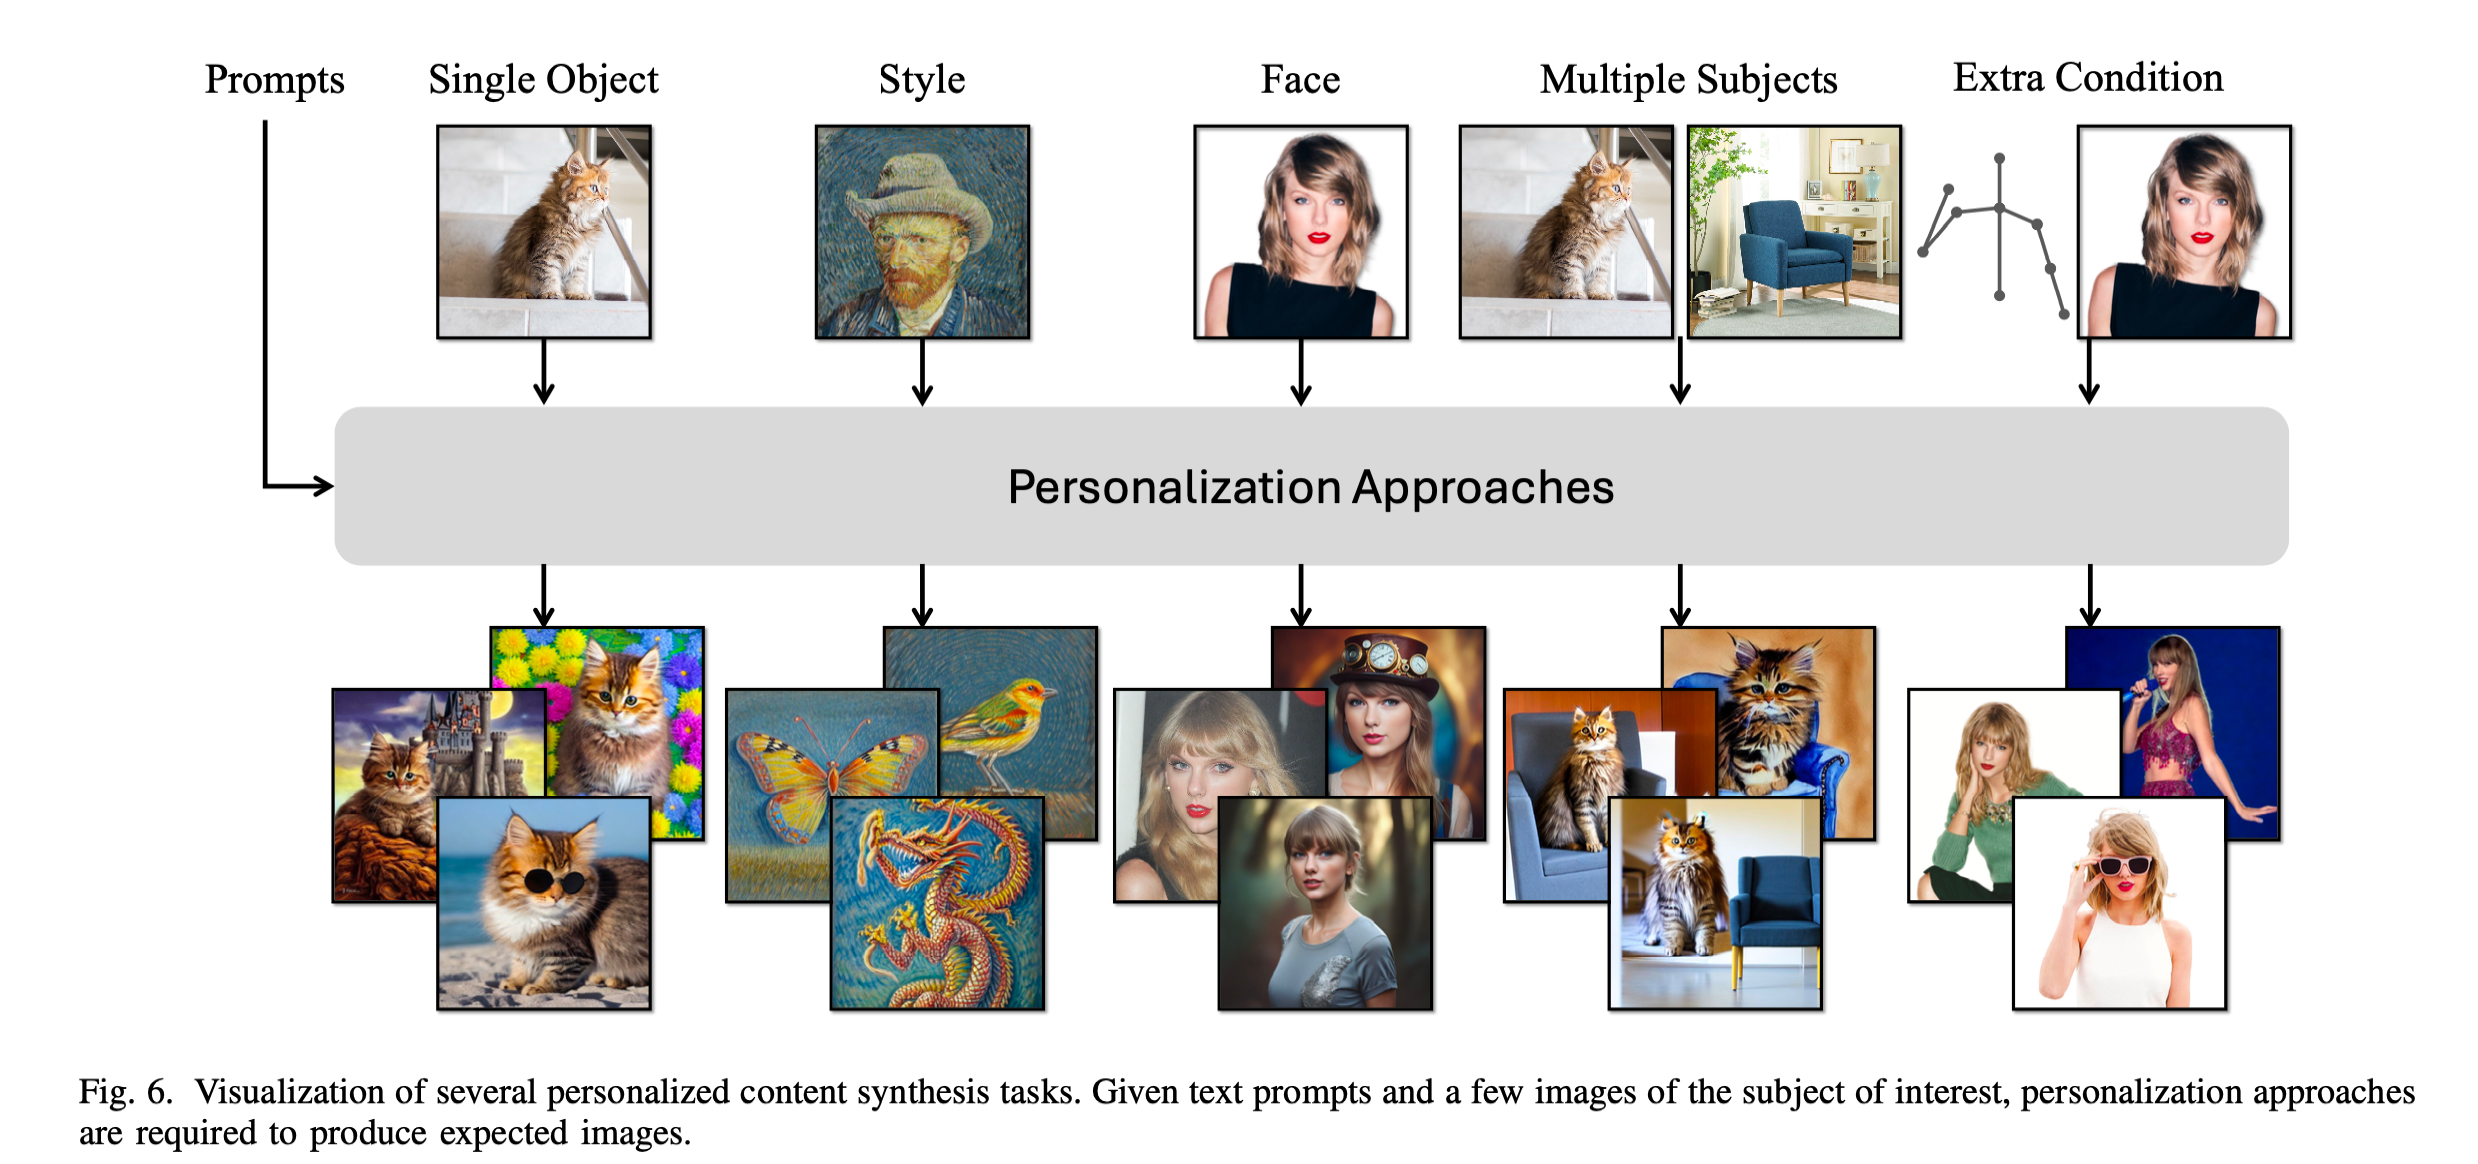 Prompts
Single Object
Style
Face
Multiple Subjects
Extra Condition
Personalization Approaches
Fig. 6. Visualization of several personalized content synthesis tasks. Given text prompts and a few images of the subject of interest, personalization approaches
are required to produce expected images.